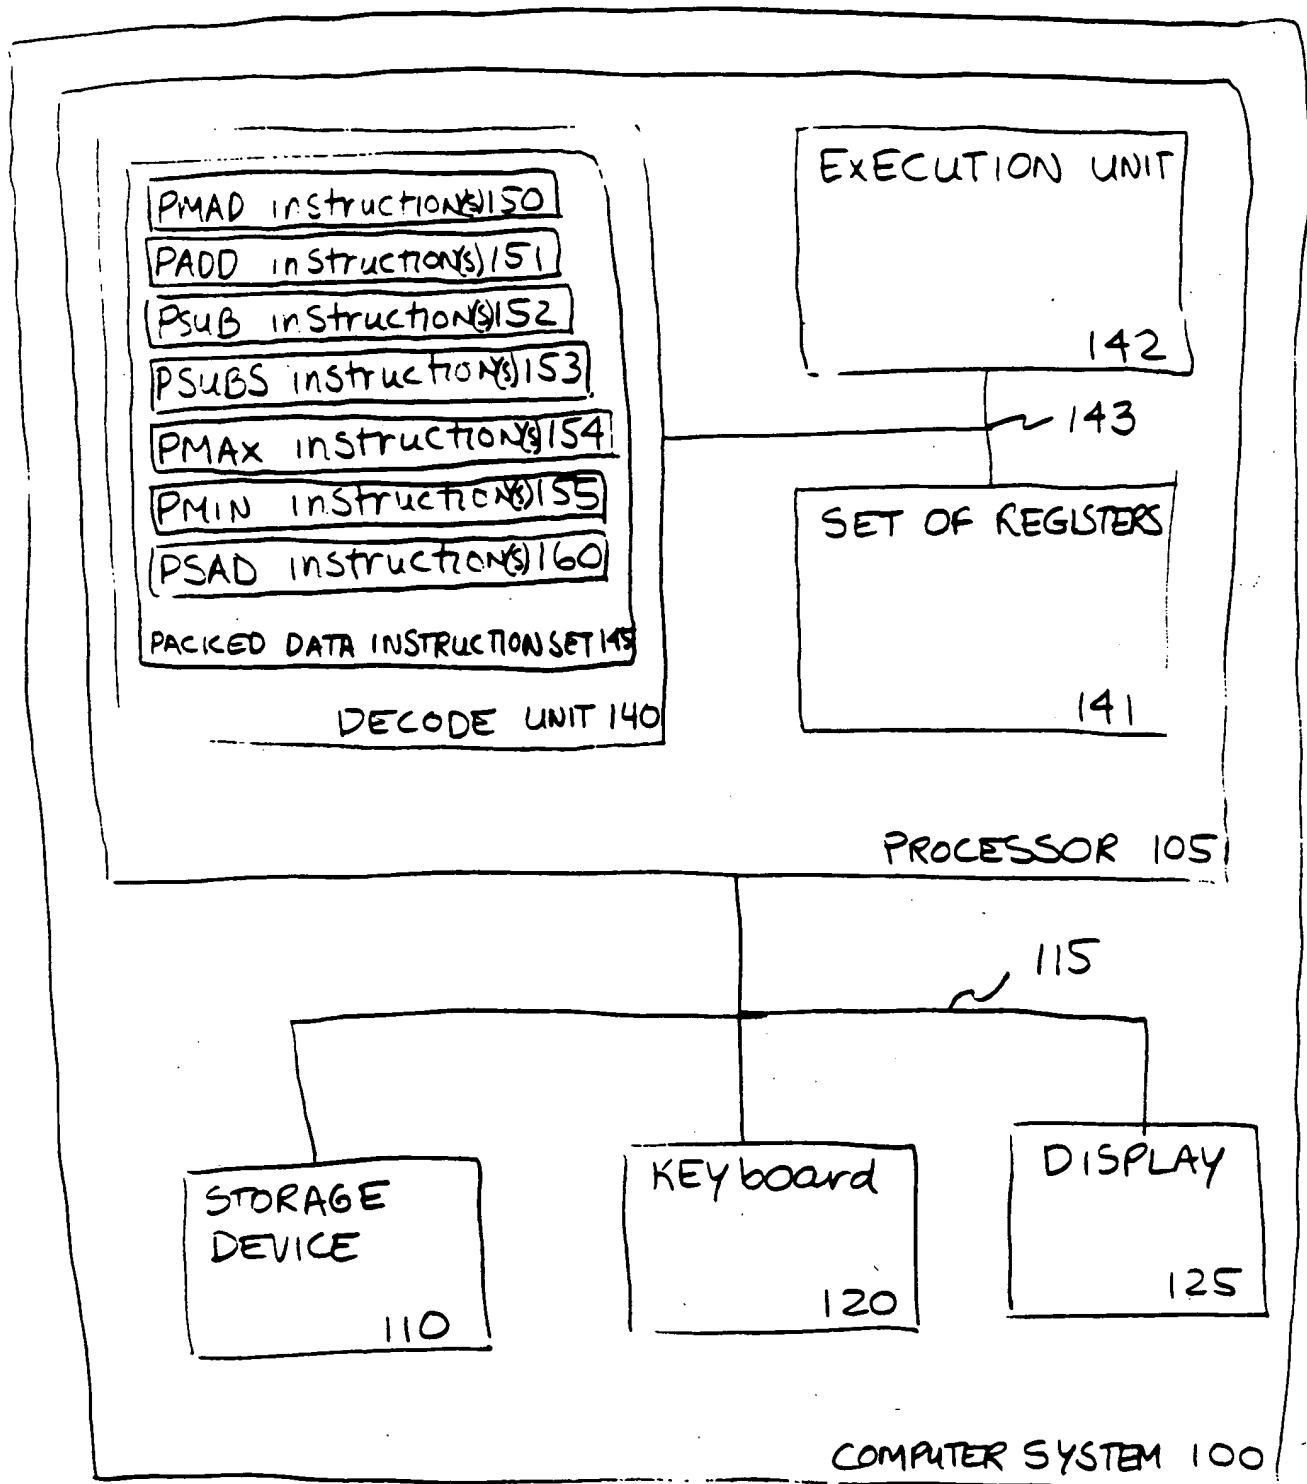 PMAD instruction(s) 150
PADD instruction(s) 151
PSUB instruction(s) 152
PSUBS instruction(s) 153
PMAX instruction(s) 154
PMIN instruction(s) 155
PSAD instruction(s) 160
PACKED DATA INSTRUCTION SET 145
DECODE UNIT 140
EXECUTION UNIT
142
143
SET OF REGISTERS
141
PROCESSOR 105
115
STORAGE
DEVICE
110
KEYboard
120
DISPLAY
125
COMPUTER SYSTEM 100